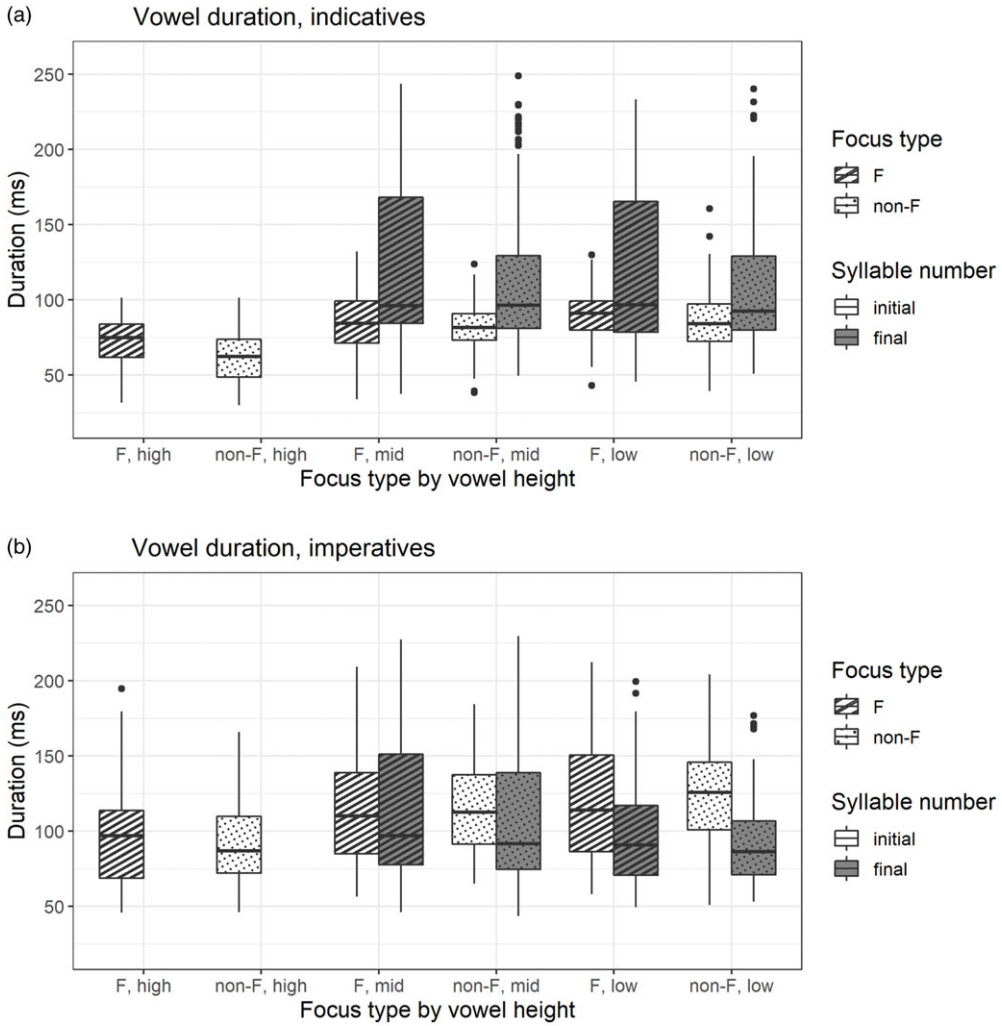 (a)
Vowel duration, indicatives
Duration (ms)
250
200
150
100
50
F, high non-F, high F, mid non-F, mid F, low non-F, low
Focus type by vowel height
Focus type
F
non-F
Syllable number
initial
final
(b)
Vowel duration, imperatives
Duration (ms)
250
200
150
100
50
F, high non-F, high F, mid non-F, mid F, low non-F, low
Focus type by vowel height
Focus type
F
non-F
Syllable number
initial
final